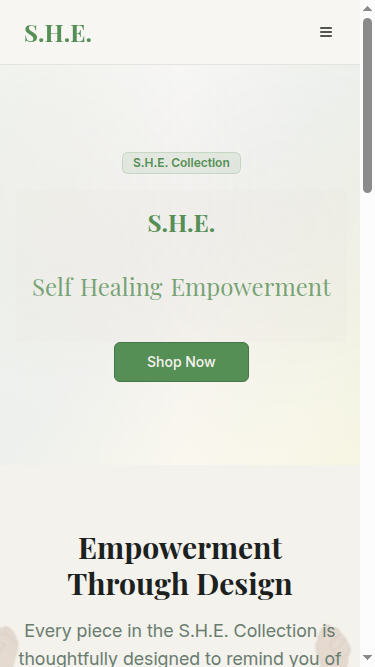 S.H.E.
S.H.E. Collection
S.H.E.
Self Healing Empowerment
Shop Now
Empowerment
Through Design
Every piece in the S.H.E. Collection is
thoughtfully designed to remind you of